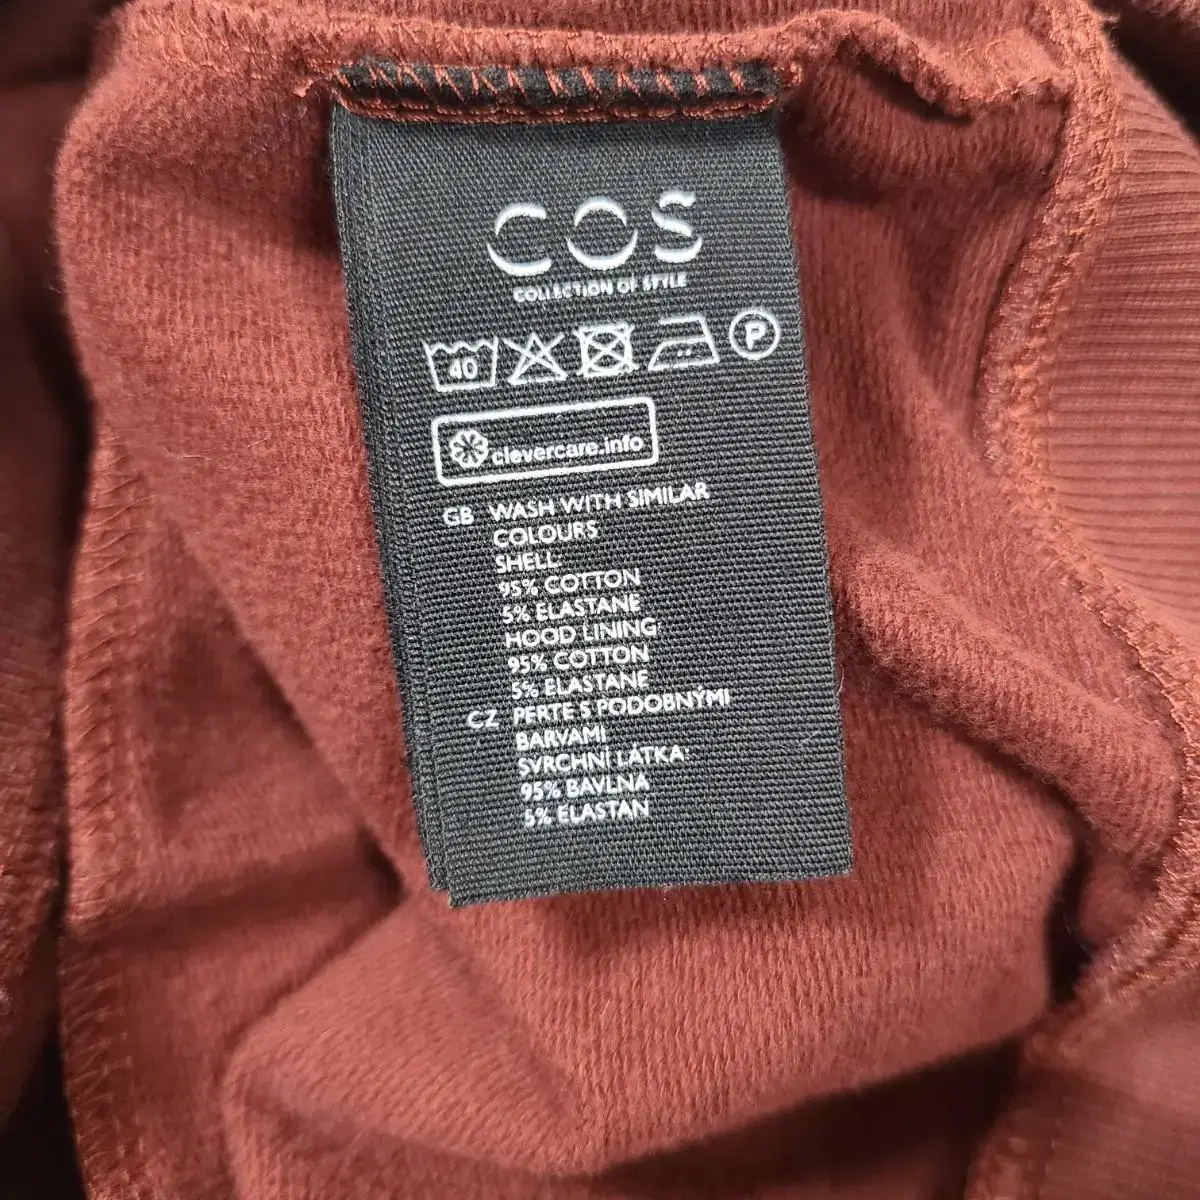 COS
COLLECTION OF STYLE
40 P
clevercare.info
GB WASH WITH SIMILAR
COLOURS
SHELL:
95% COTTON
5% ELASTANE
HOOD LINING:
95% COTTON
5% ELASTANE
CZ PERTE S PODOBNÝMI
BARVAMI
SVRCHNÍ LÁTKA:
95% BAVLNA
5% ELASTAN